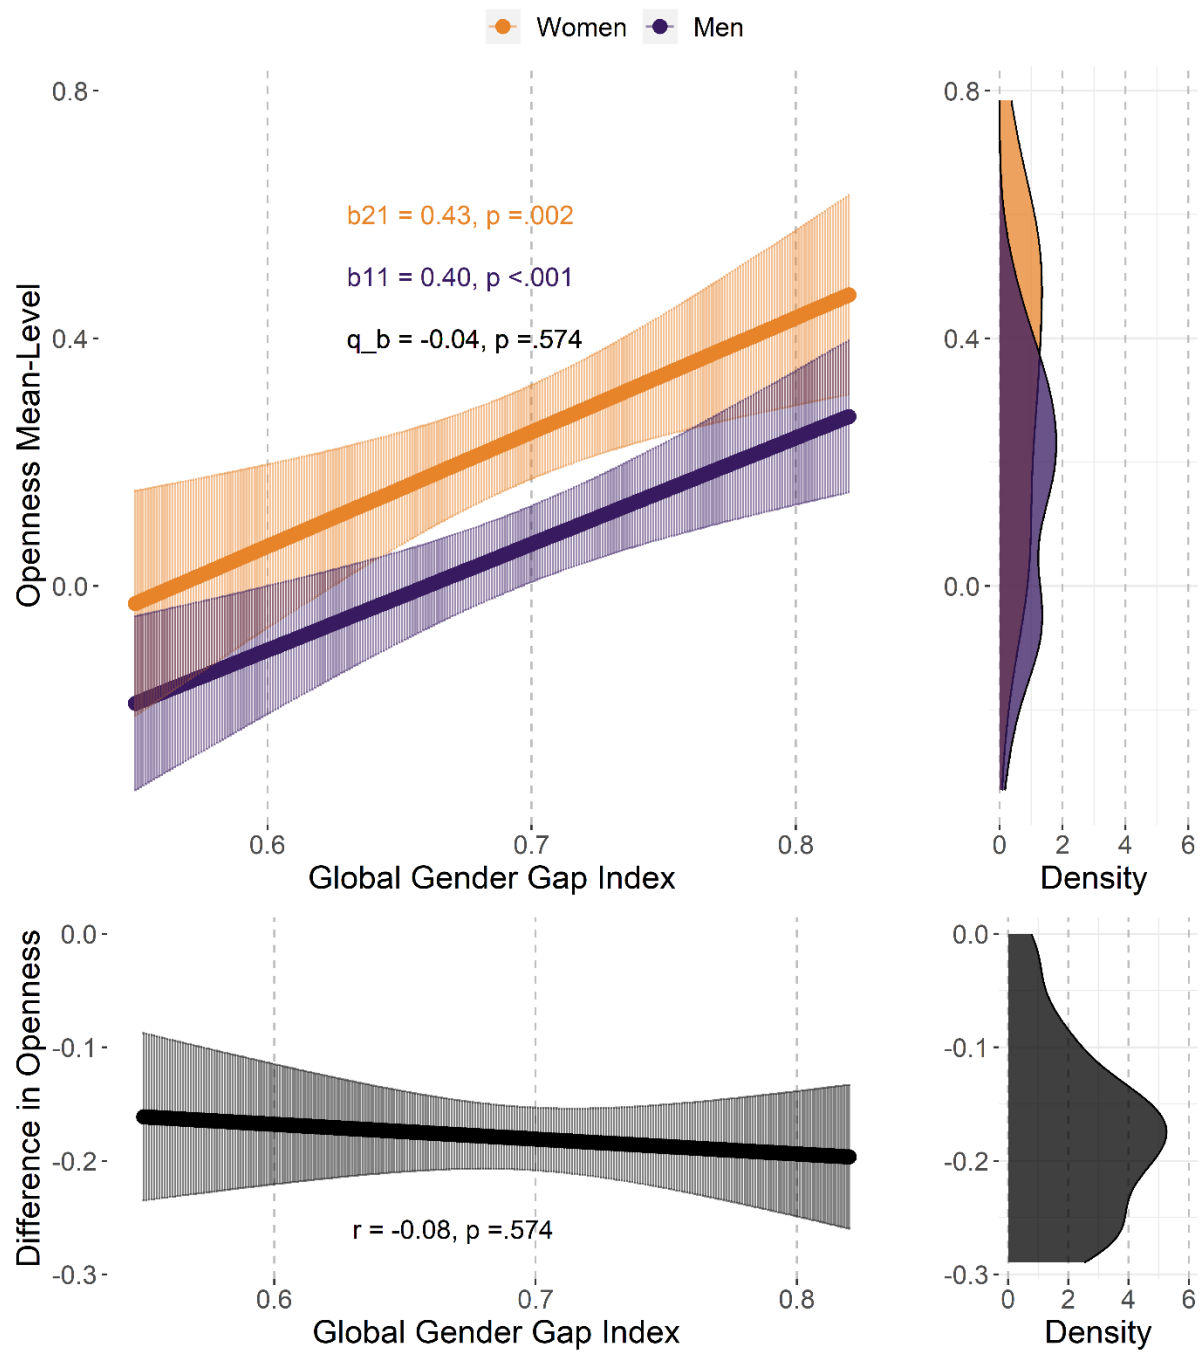 Women Men
Openness Mean-Level
0.8
0.4
0.0
b21 = 0.43, p =.002
b11 = 0.40, p <.001
q_b = -0.04, p =.574
0.6 0.7 0.8
Global Gender Gap Index
0.8
0.4
0.0
0 2 4 6
Density
Difference in Openness
0.0
-0.1
-0.2
-0.3
r = -0.08, p =.574
0.6 0.7 0.8
Global Gender Gap Index
0.0
-0.1
-0.2
-0.3
0 2 4 6
Density